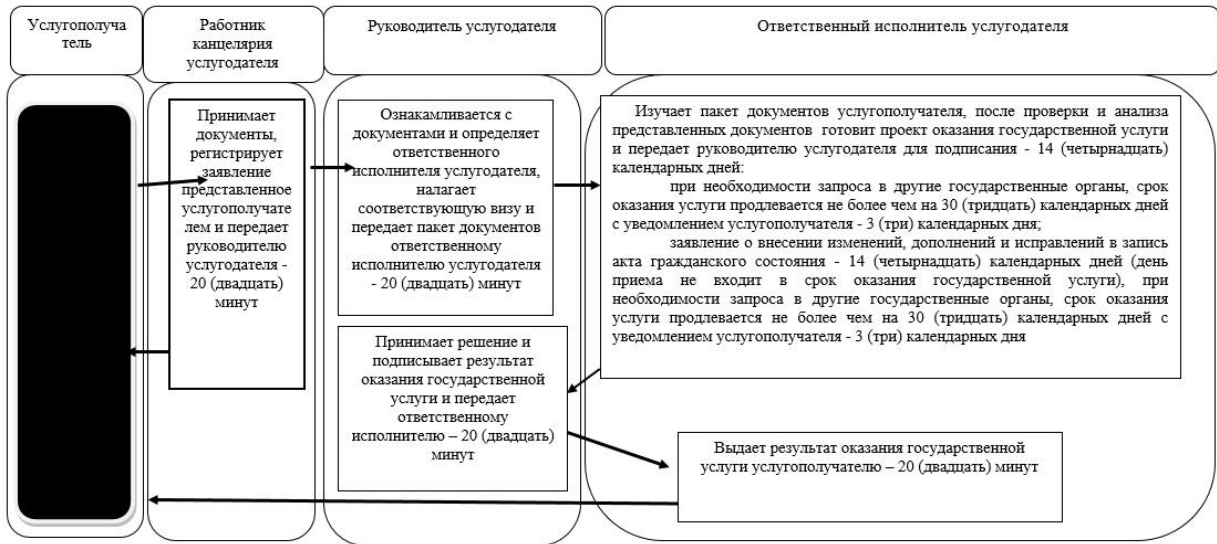 Услугополуча
тель
Работник
канцелярия
услугодателя
Руководитель услугодателя
Ответственный исполнитель услугодателя
Принимает
документы,
регистрирует
заявление
представленное
услугополучате
лем и передает
руководителю
услугодателя -
20 (двадцать)
минут
Ознакамливается с
документами и определяет
ответственного
исполнителя услугодателя,
налагает
соответствующую визу и
передает пакет документов
ответственному
исполнителю услугодателя
- 20 (двадцать) минут
Изучает пакет документов услугополучателя, после проверки и анализа
представленных документов готовит проект оказания государственной услуги
и передает руководителю услугодателя для подписания - 14 (четырнадцать)
календарных дней:
при необходимости запроса в другие государственные органы, срок
оказания услуги продлевается не более чем на 30 (тридцать) календарных дней
с уведомлением услугополучателя - 3 (три) календарных дня;
заявление о внесении изменений, дополнений и исправлений в запись
акта гражданского состояния - 14 (четырнадцать) календарных дней (день
приема не входит в срок оказания государственной услуги), при
необходимости запроса в другие государственные органы, срок оказания
услуги продлевается не более чем на 30 (тридцать) календарных дней с
уведомлением услугополучателя - 3 (три) календарных дня
Принимает решение и
подписывает результат
оказания государственной
услуги и передает
ответственному
исполнителю – 20 (двадцать)
минут
Выдает результат оказания государственной
услуги услугополучателю – 20 (двадцать) минут